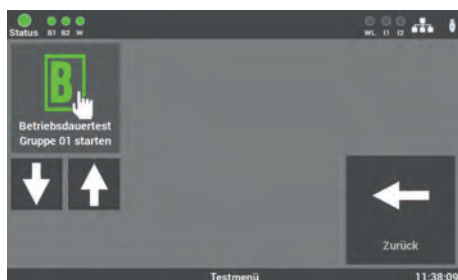 Status B1 B2 W WL I1 I2
B
Betriebsdauertest
Gruppe 01 starten
Zurück
Testmenü 11:38:09